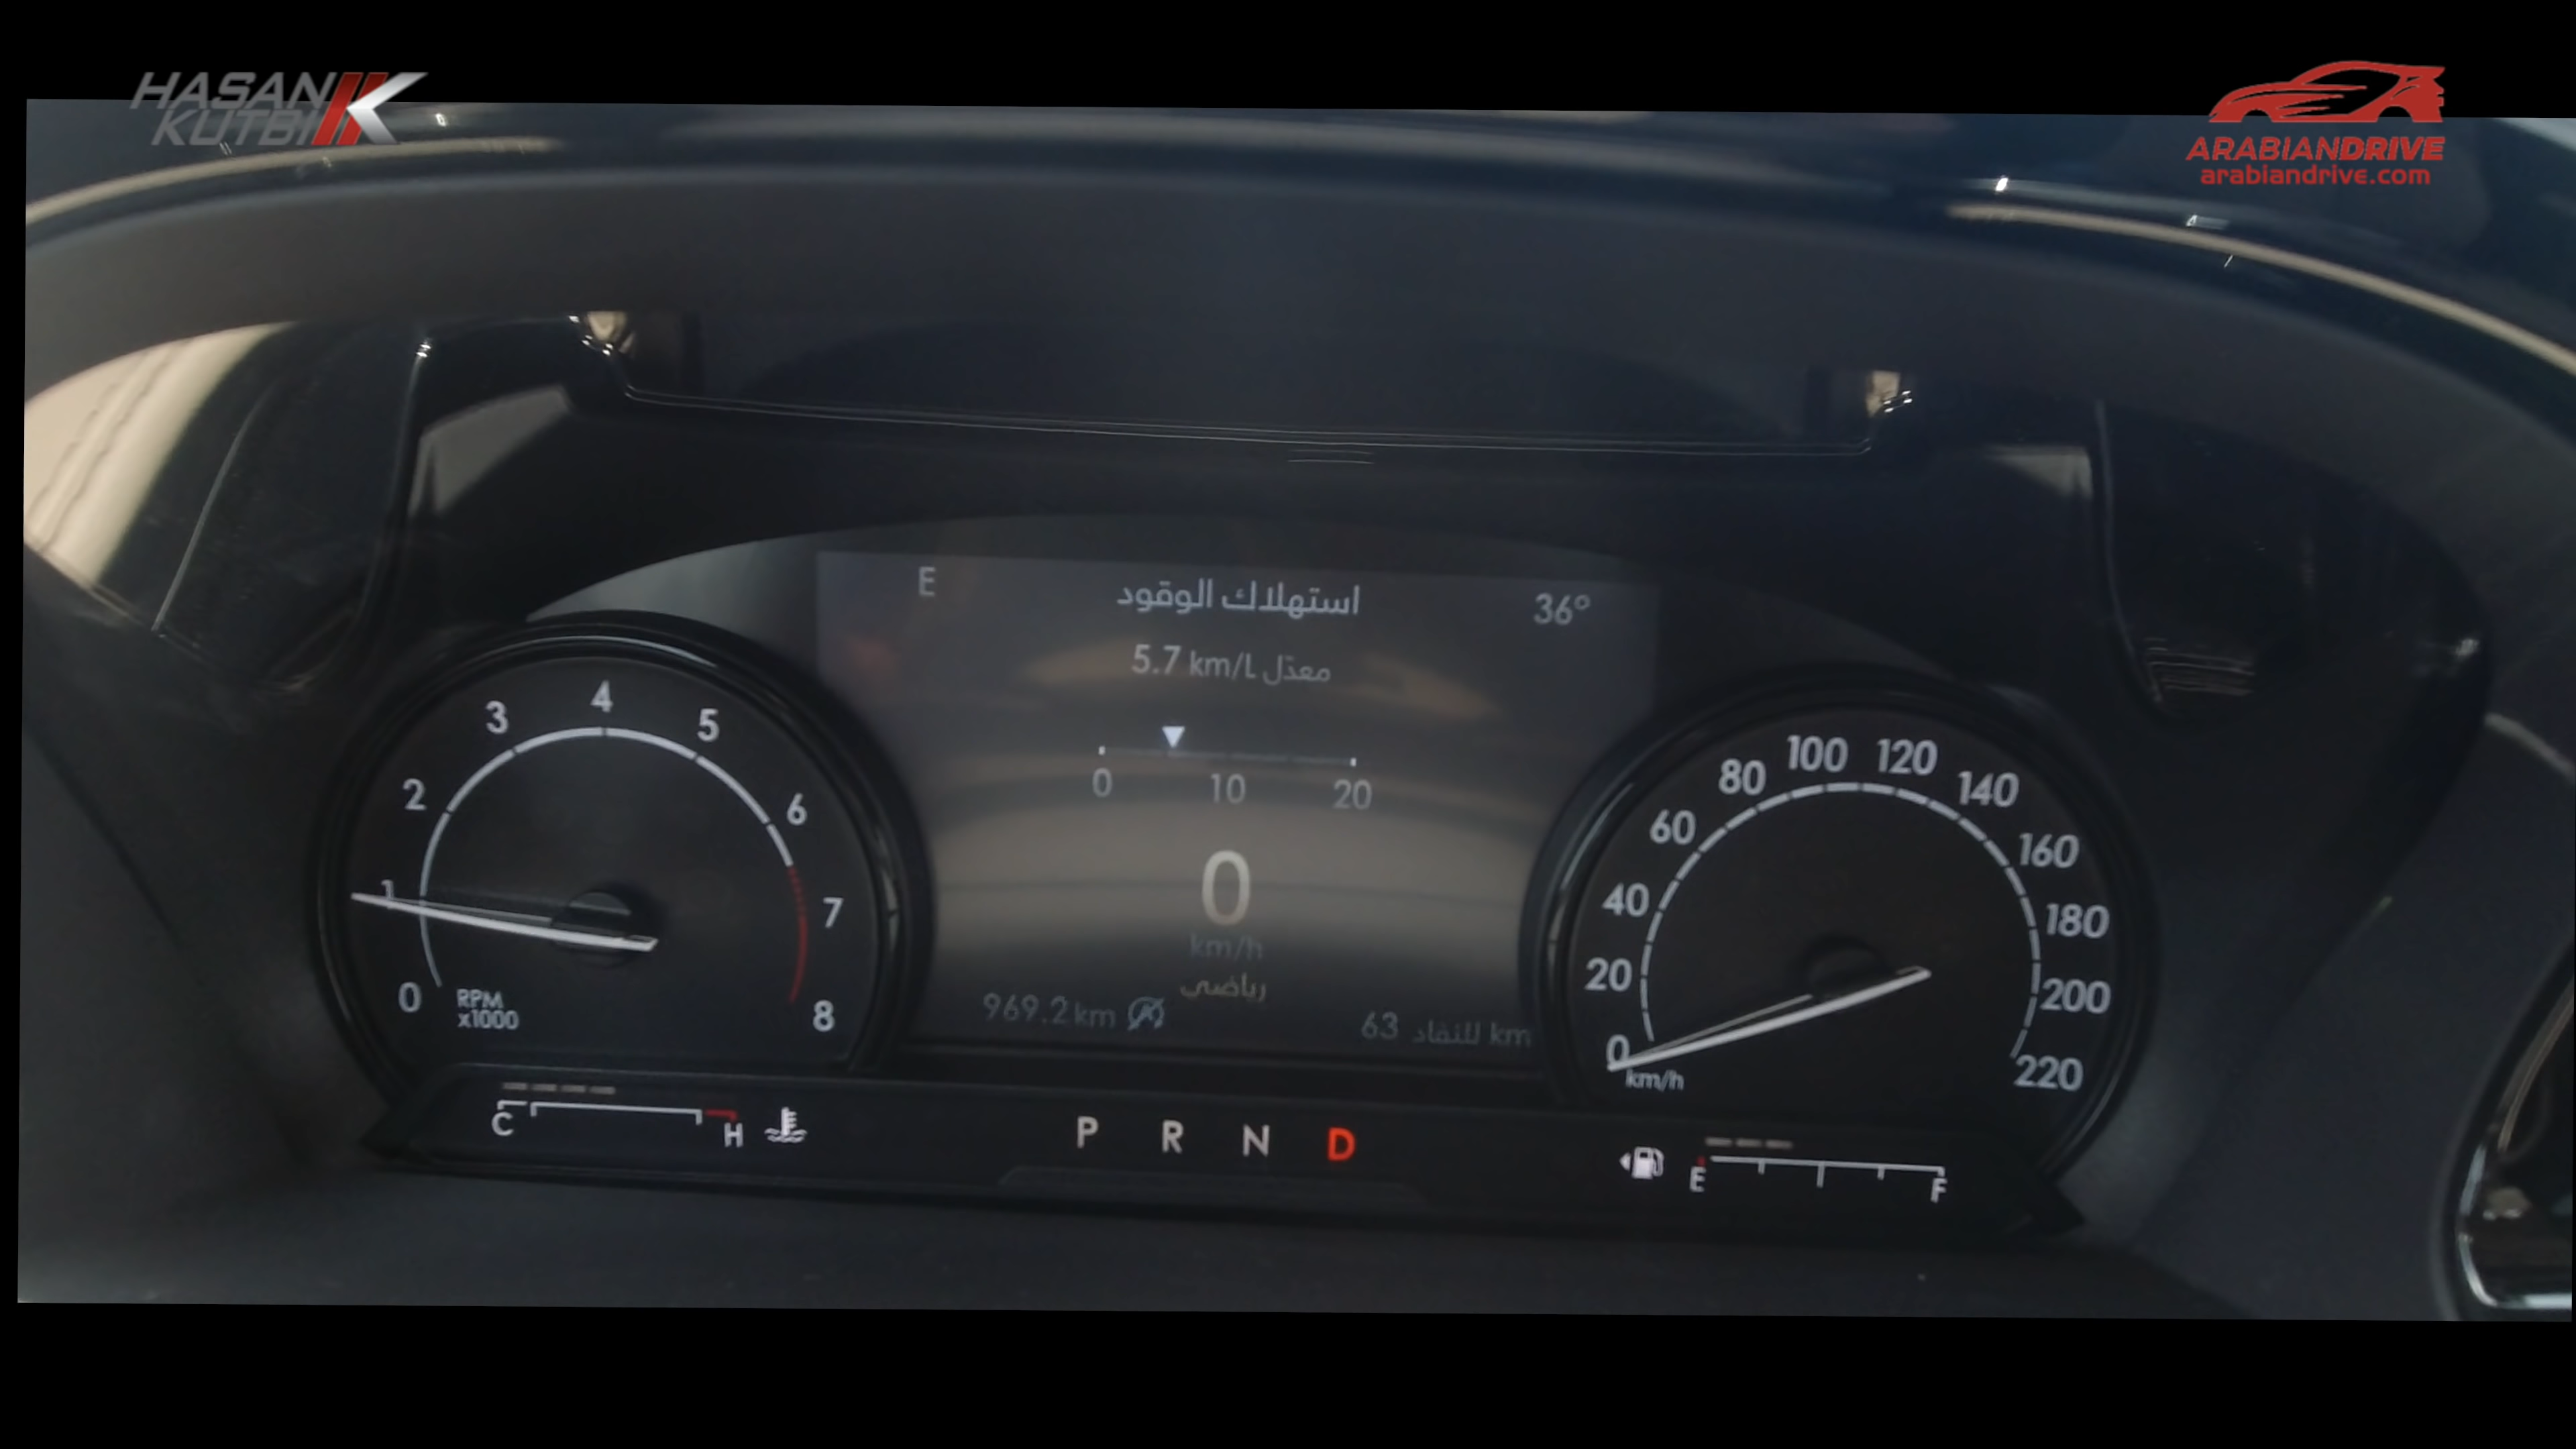 HASAN
KUTBI
ARABIANDRIVE
arabiandrive.com
E
استهلاك الوقود
36°
معدّل 5.7 km/L
0 10 20
0
km/h
رياضي
969.2 km
63 km للنفاد
0 1 2 3 4 5 6 7 8
RPM
x1000
0 20 40 60 80 100 120 140 160 180 200 220
km/h
C H
P R N D
E F